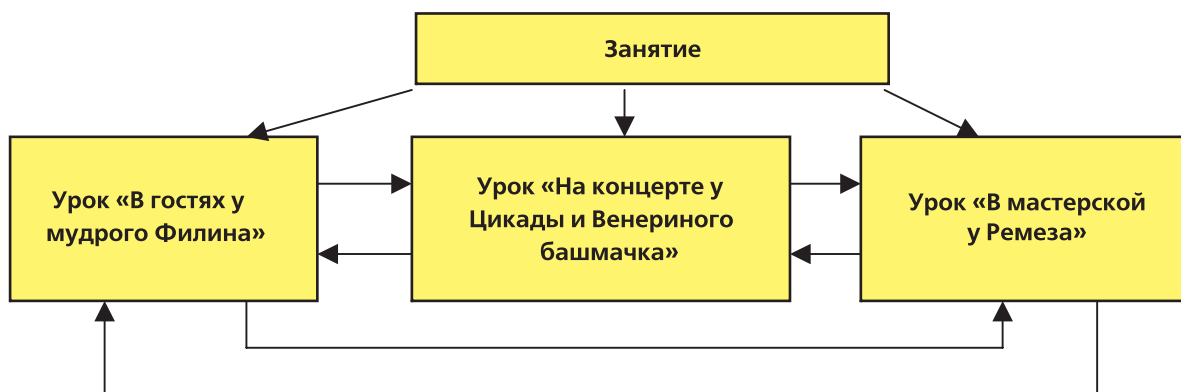 Занятие
Урок «В гостях у
мудрого Филина»
Урок «На концерте у
Цикады и Венериного
башмачка»
Урок «В мастерской
у Ремеза»